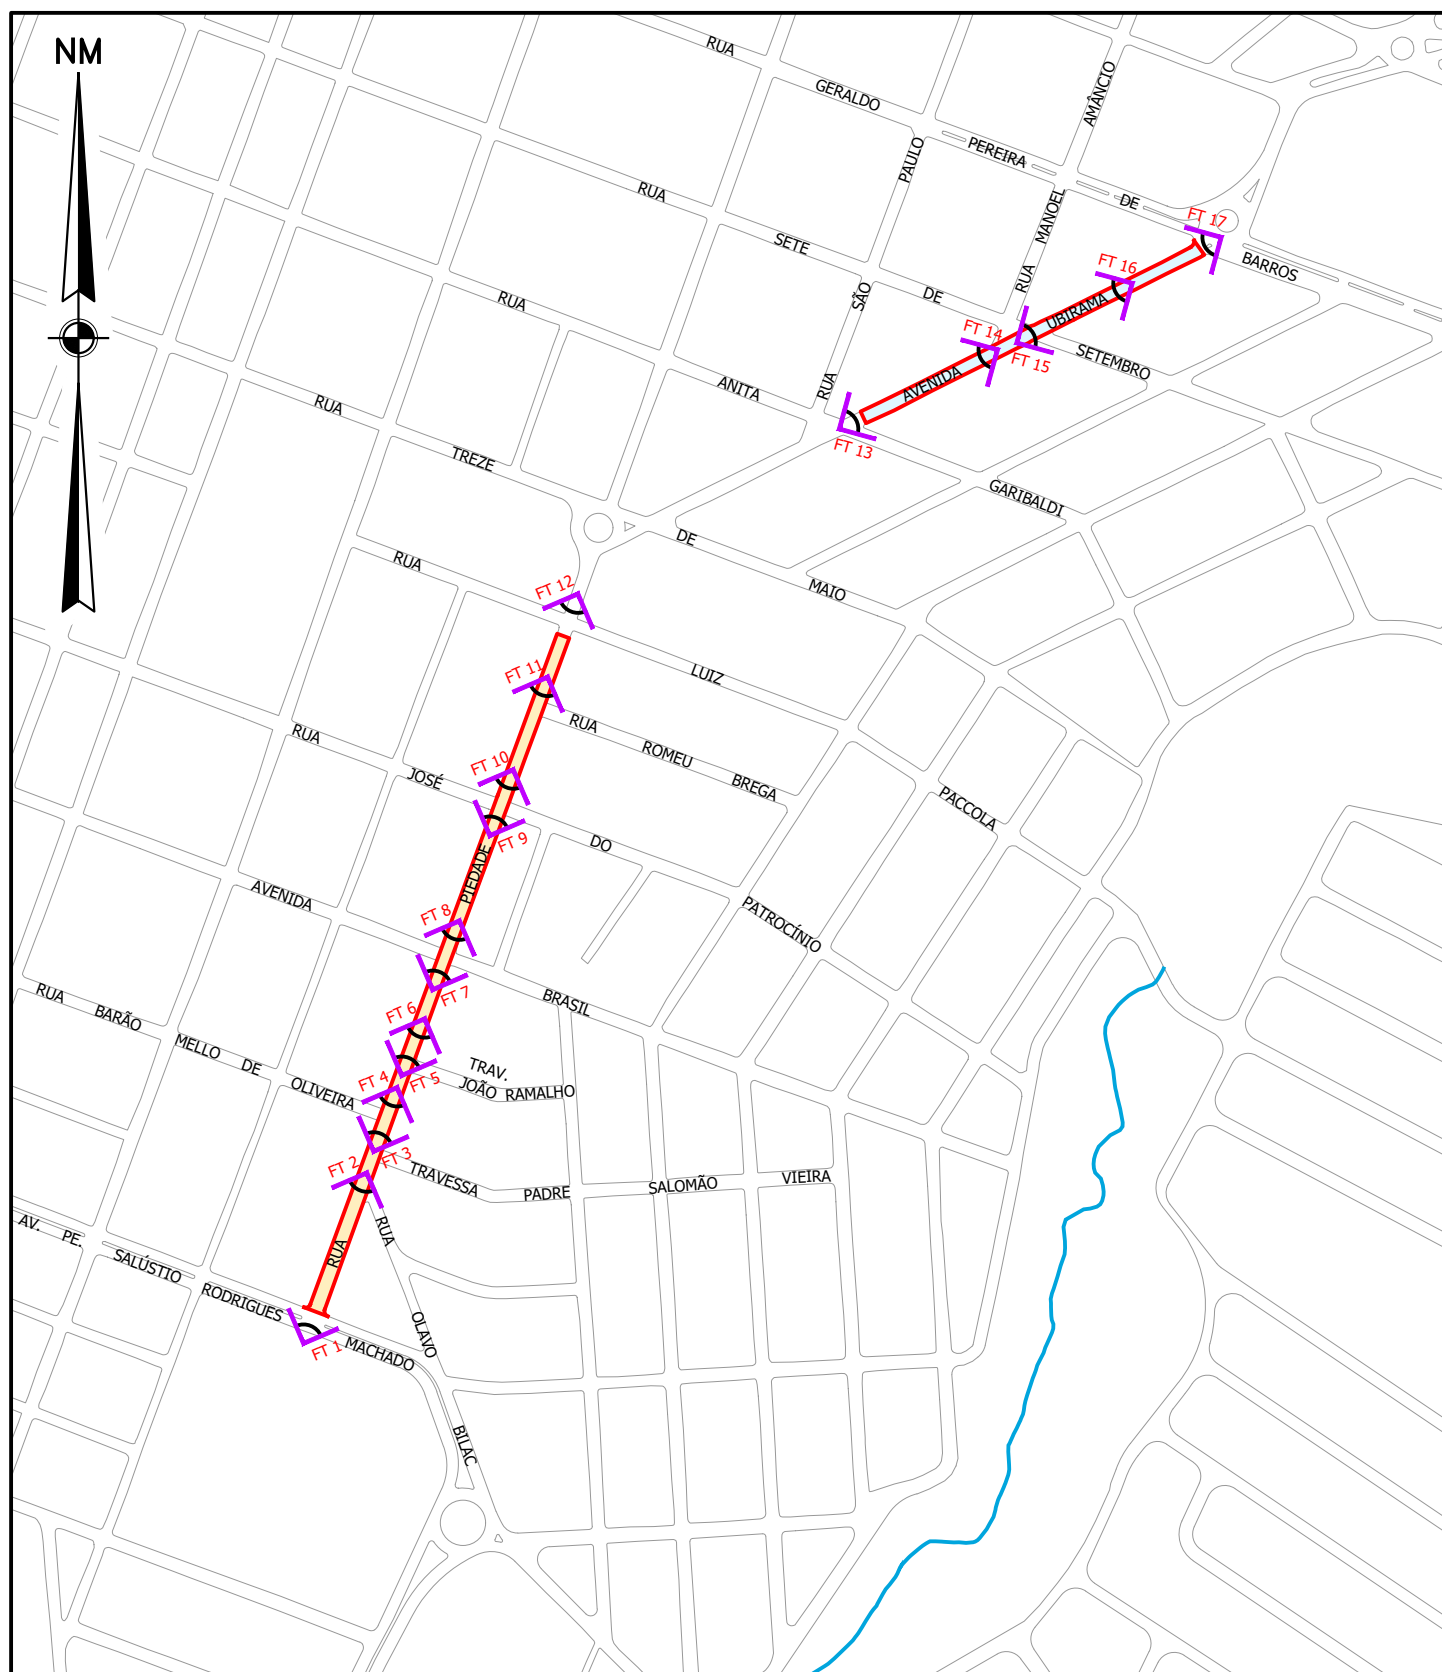 NM
RUA
GERALDO
PEREIRA
DE
BARROS
AMÂNCIO
MANOEL
RUA
PAULO
SÃO
RUA
RUA
SETE
DE
SETEMBRO
FT 17
FT 16
UBIRAMA
FT 14
FT 15
AVENIDA
FT 13
RUA
ANITA
GARIBALDI
RUA
TREZE
DE
MAIO
RUA
LUIZ
PACCOLA
FT 12
FT 11
RUA
ROMEU
BREGA
RUA
JOSÉ
DO
PATROCÍNIO
FT 10
FT 9
PIEDADE
AVENIDA
BRASIL
FT 8
FT 7
FT 6
FT 5
TRAV.
JOÃO RAMALHO
RUA
BARÃO
MELLO
DE
OLIVEIRA
FT 4
FT 3
FT 2
TRAVESSA
PADRE
SALOMÃO
VIEIRA
RUA
RUA
OLAVO
BILAC
AV.
PE.
SALÚSTIO
RODRIGUES
MACHADO
FT 1